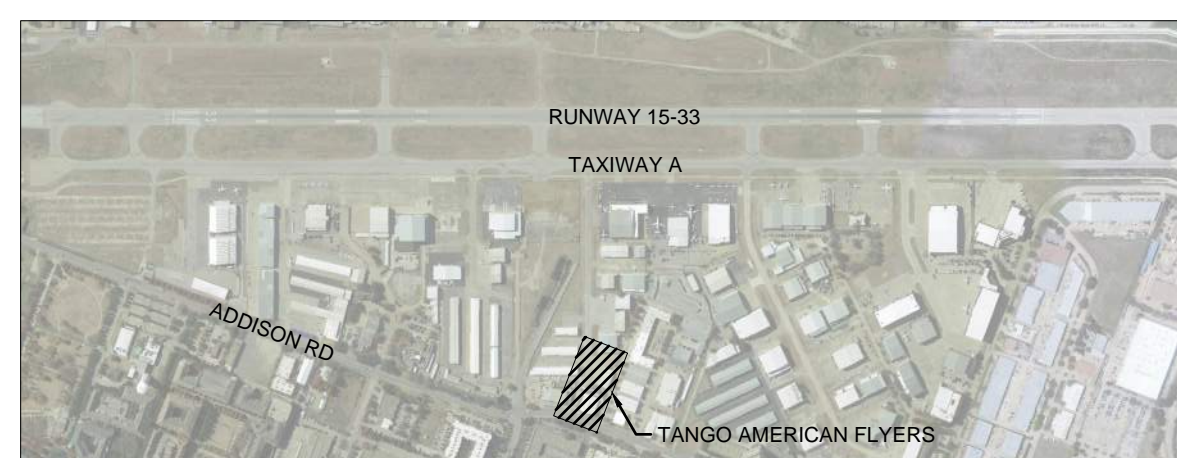 RUNWAY 15-33
TAXIWAY A
ADDISON RD
TANGO AMERICAN FLYERS